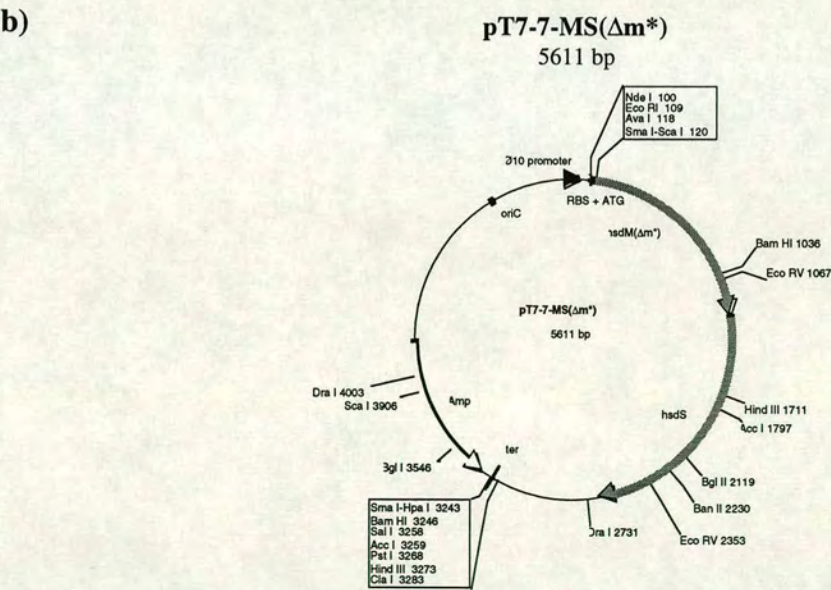 b)
pT7-7-MS(Δm*)
5611 bp
Nde I 100
Eco RI 109
Ava I 118
Sma I-Sca I 120
Ø10 promoter
RBS + ATG
oriC
hsdM(Δm*)
Bam HI 1036
Eco RV 1067
pT7-7-MS(Δm*)
5611 bp
Dra I 4003
Sca I 3906
Amp
hsdS
Hind III 1711
Acc I 1797
Bgl I 3546
ter
Bgl II 2119
Ban II 2230
Dra I 2731
Eco RV 2353
Sma I-Hpa I 3243
Bam HI 3246
Sal I 3258
Acc I 3259
Pst I 3268
Hind III 3273
Cla I 3283